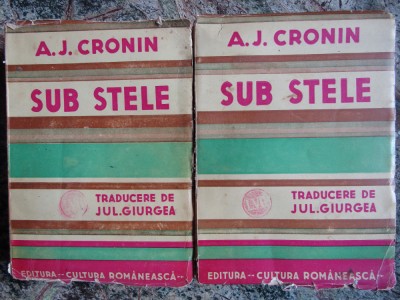 A. J. CRONIN
SUB STELE
TRADUCERE DE
JUL. GIURGEA
EDITURA -- CULTURA ROMÂNEASCĂ --
A. J. CRONIN
SUB STELE
TRADUCERE DE
JUL. GIURGEA
EDITURA -- CULTURA ROMÂNEASCĂ --